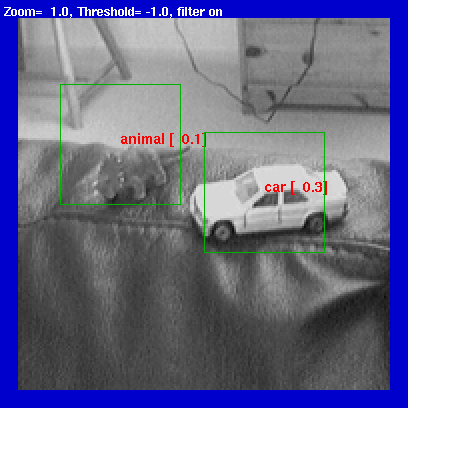 Zoom=  1.0, Threshold= -1.0, filter on
animal [  0.1]
car [  0.3]